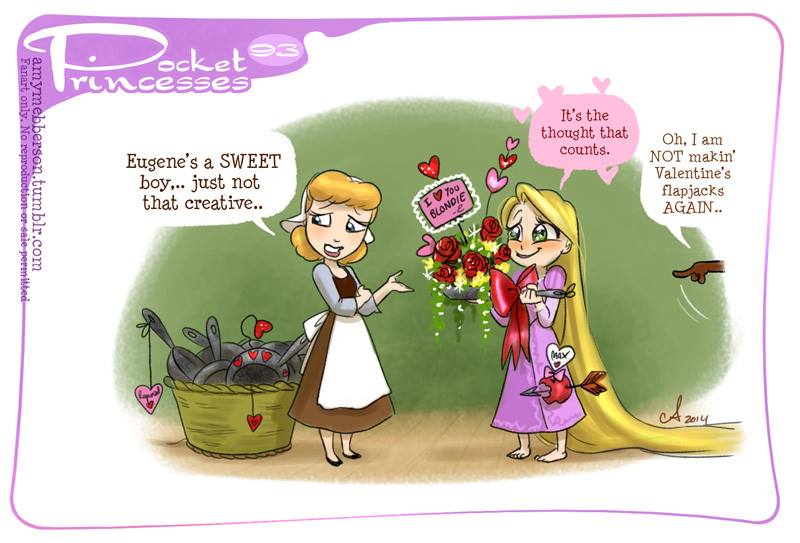 Pocket
Princesses
93
amymebberson.tumblr.com
Fanart only. No reproduction or sale permitted
Eugene's a SWEET
boy,.. just not
that creative..
It's the
thought that
counts.
Oh, I am
NOT makin'
Valentine's
flapjacks
AGAIN..
I ♥ YOU
BLONDIE
-e
MAX
CA 2014